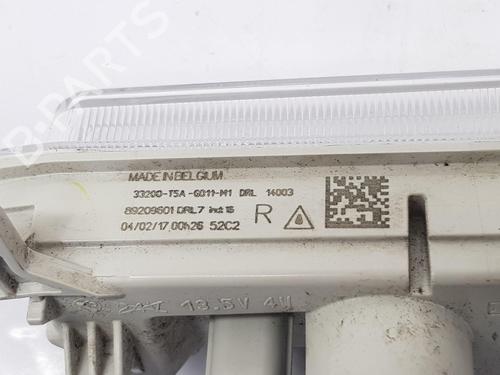 B-PARTS
MADE IN BELGIUM
33200-T5A-G011-M1 DRL 14003
89209601 DRL7 ind:15
R
04/02/17 00h26 52C2
24V 13.5V 4W